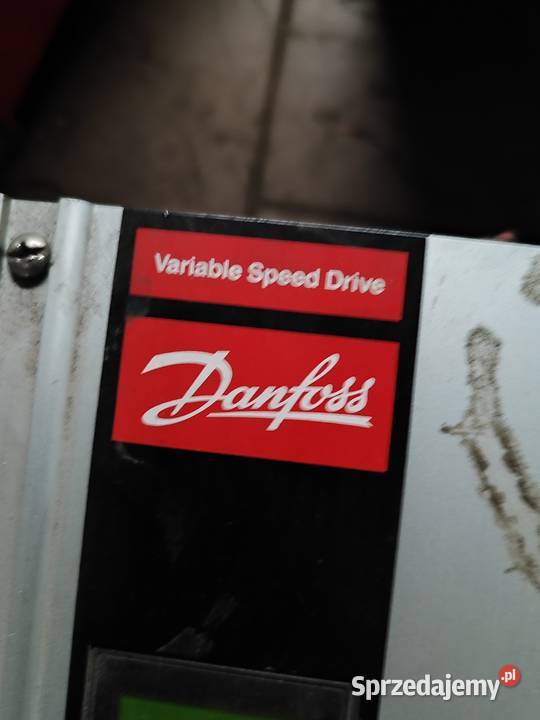 Variable Speed Drive
Danfoss
Sprzedajemy.pl